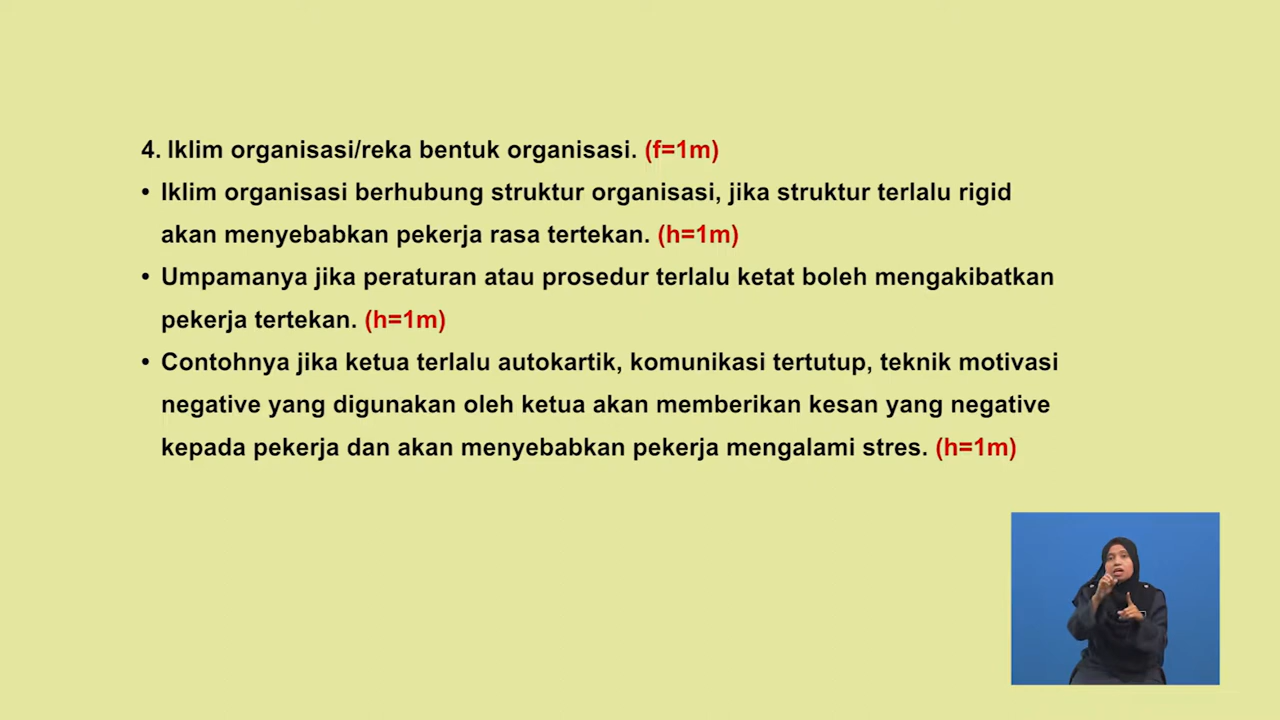 4. Iklim organisasi/reka bentuk organisasi. (f=1m)
• Iklim organisasi berhubung struktur organisasi, jika struktur terlalu rigid
akan menyebabkan pekerja rasa tertekan. (h=1m)
• Umpamanya jika peraturan atau prosedur terlalu ketat boleh mengakibatkan
pekerja tertekan. (h=1m)
• Contohnya jika ketua terlalu autokartik, komunikasi tertutup, teknik motivasi
negative yang digunakan oleh ketua akan memberikan kesan yang negative
kepada pekerja dan akan menyebabkan pekerja mengalami stres. (h=1m)